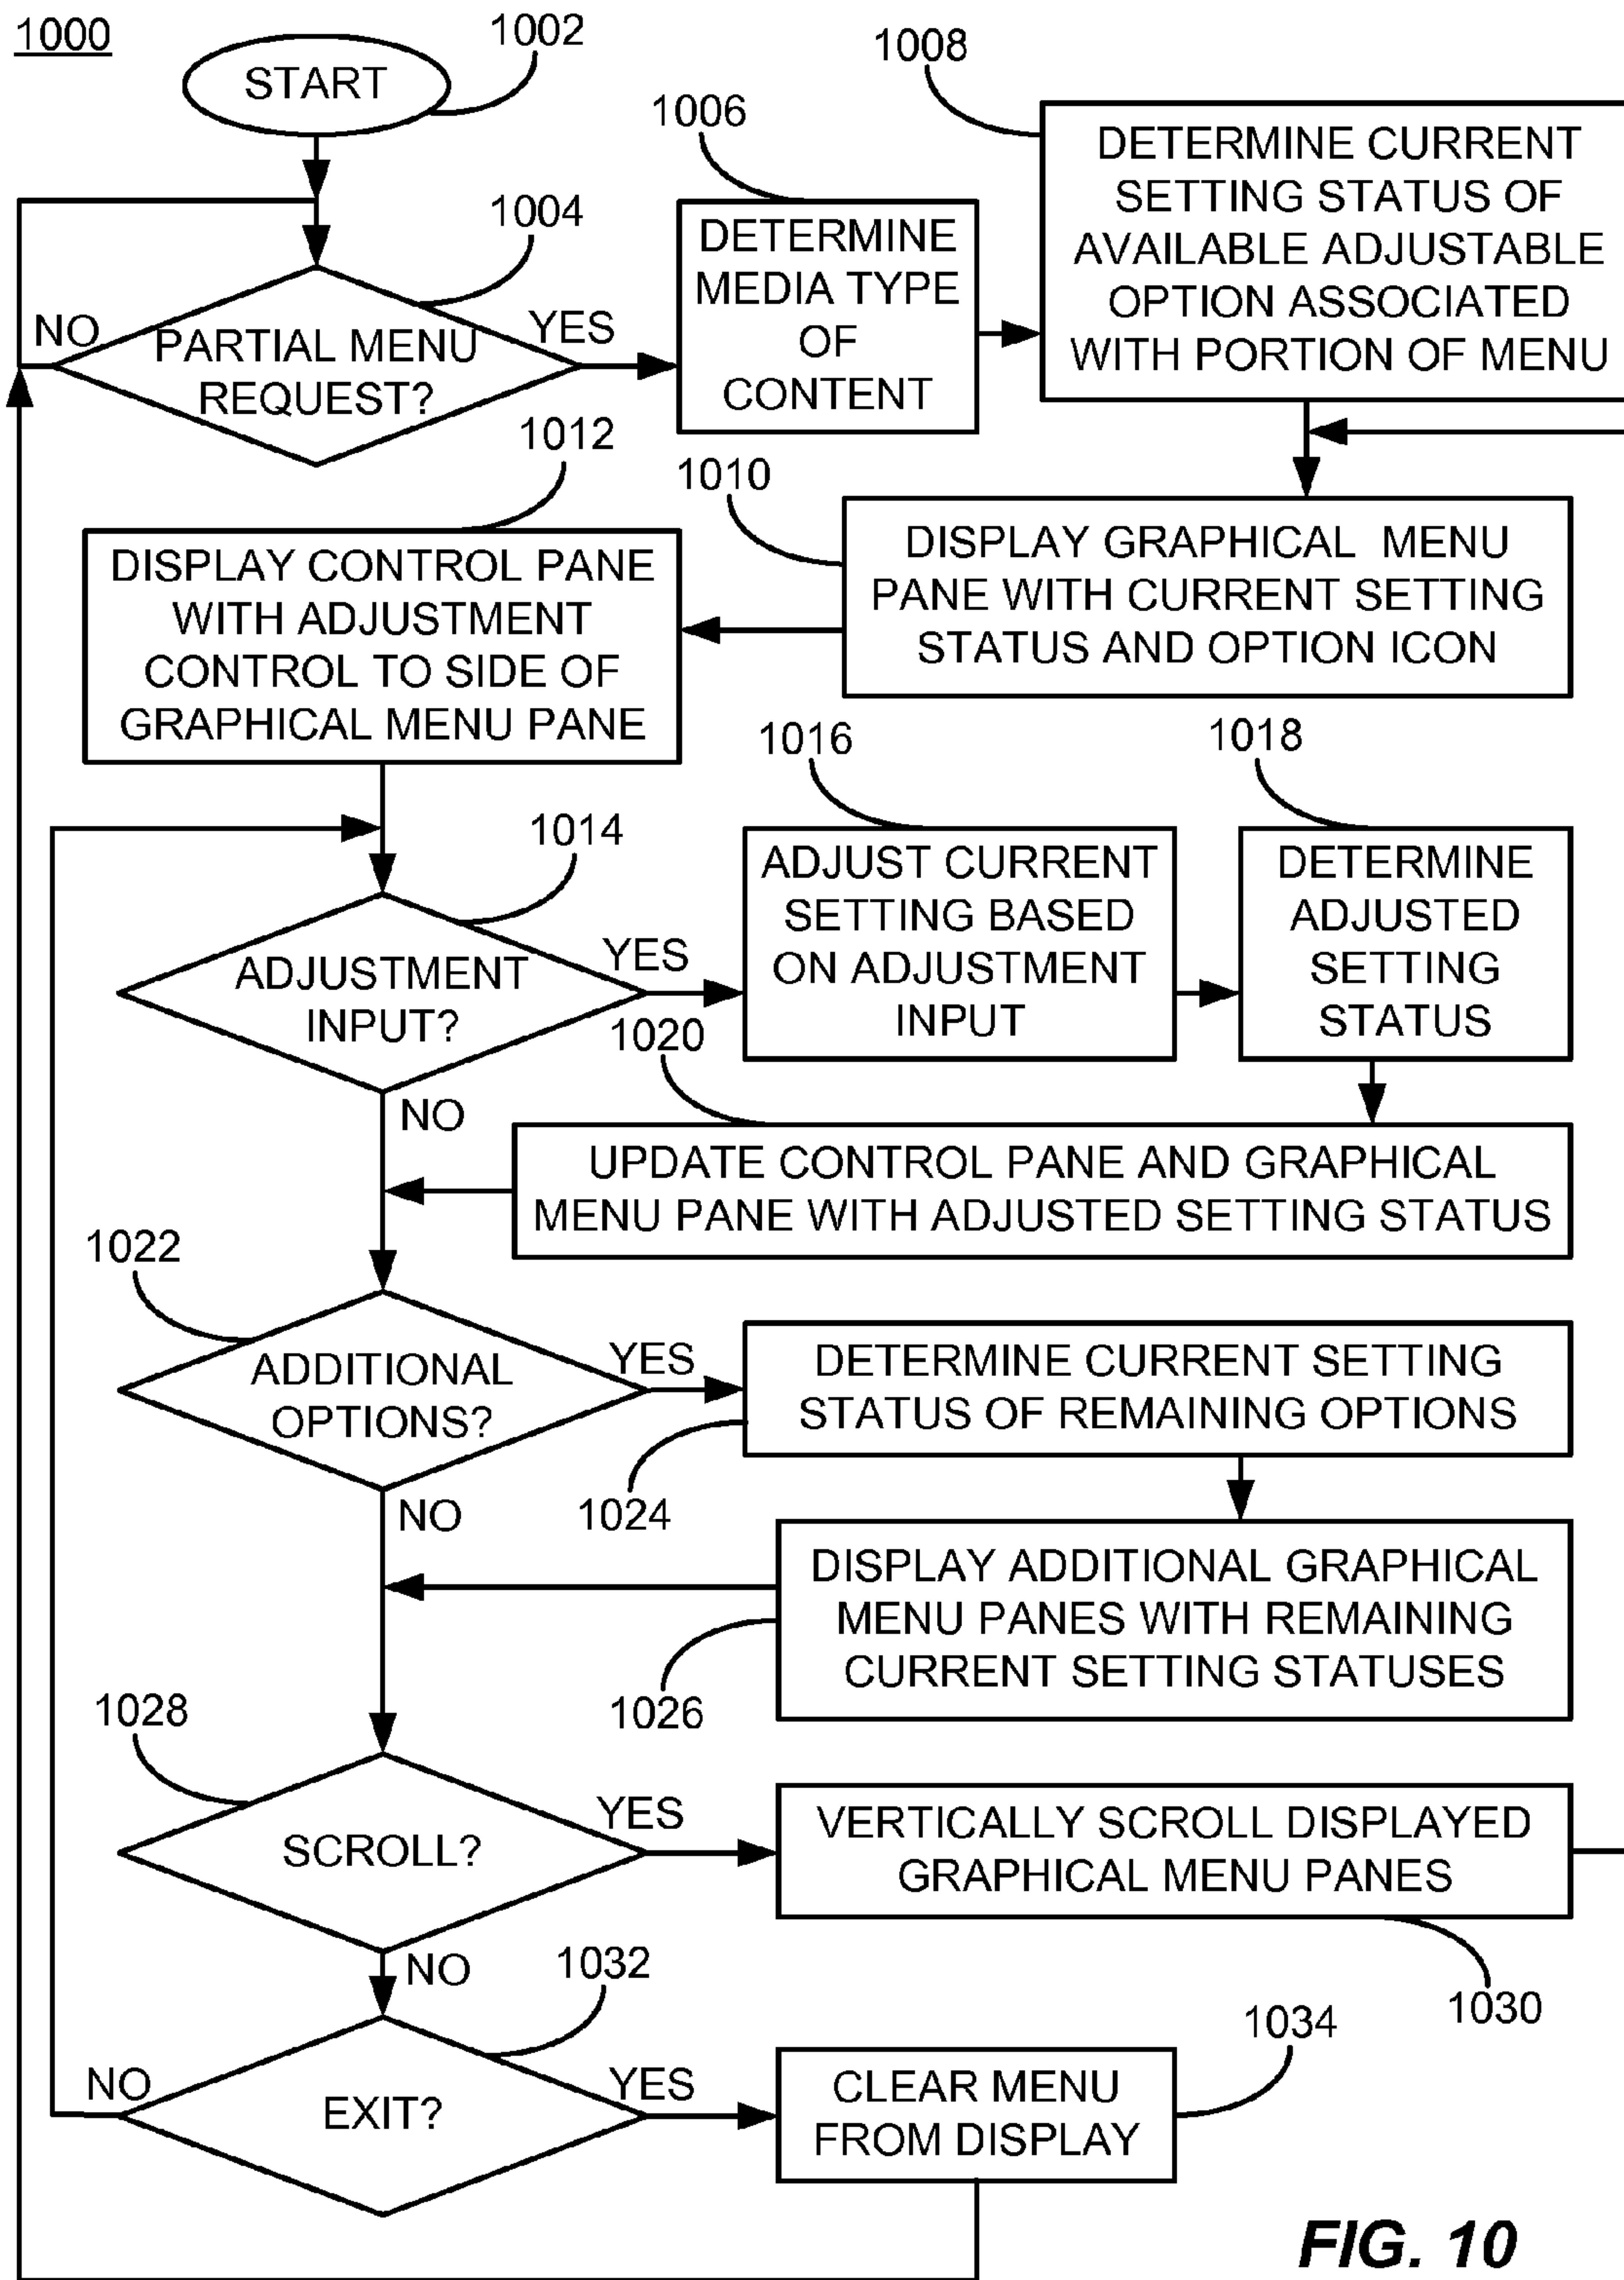 1000
1002
START
1004
PARTIAL MENU
REQUEST?
NO
YES
1006
DETERMINE
MEDIA TYPE
OF
CONTENT
1008
DETERMINE CURRENT
SETTING STATUS OF
AVAILABLE ADJUSTABLE
OPTION ASSOCIATED
WITH PORTION OF MENU
1010
DISPLAY GRAPHICAL MENU
PANE WITH CURRENT SETTING
STATUS AND OPTION ICON
1012
DISPLAY CONTROL PANE
WITH ADJUSTMENT
CONTROL TO SIDE OF
GRAPHICAL MENU PANE
1014
ADJUSTMENT
INPUT?
YES
NO
1016
ADJUST CURRENT
SETTING BASED
ON ADJUSTMENT
INPUT
1018
DETERMINE
ADJUSTED
SETTING
STATUS
1020
UPDATE CONTROL PANE AND GRAPHICAL
MENU PANE WITH ADJUSTED SETTING STATUS
1022
ADDITIONAL
OPTIONS?
YES
NO
1024
DETERMINE CURRENT SETTING
STATUS OF REMAINING OPTIONS
1026
DISPLAY ADDITIONAL GRAPHICAL
MENU PANES WITH REMAINING
CURRENT SETTING STATUSES
1028
SCROLL?
YES
NO
VERTICALLY SCROLL DISPLAYED
GRAPHICAL MENU PANES
1030
1032
EXIT?
NO
YES
1034
CLEAR MENU
FROM DISPLAY
FIG. 10